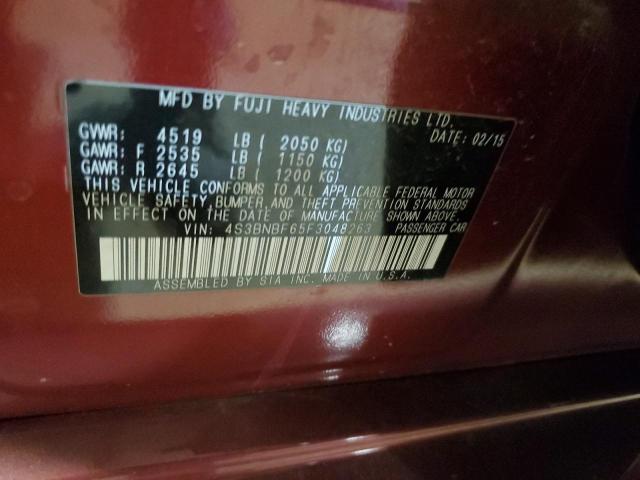 MFD BY FUJI HEAVY INDUSTRIES LTD.
GVWR: 4519 LB ( 2050 KG) DATE: 02/15
GAWR: F 2535 LB ( 1150 KG)
GAWR: R 2645 LB ( 1200 KG)
THIS VEHICLE CONFORMS TO ALL APPLICABLE FEDERAL MOTOR
VEHICLE SAFETY, BUMPER, AND THEFT PREVENTION STANDARDS
IN EFFECT ON THE DATE OF MANUFACTURE SHOWN ABOVE.
VIN: 4S3BNBF65F3048263 PASSENGER CAR
ASSEMBLED BY SIA INC. MADE IN U.S.A.